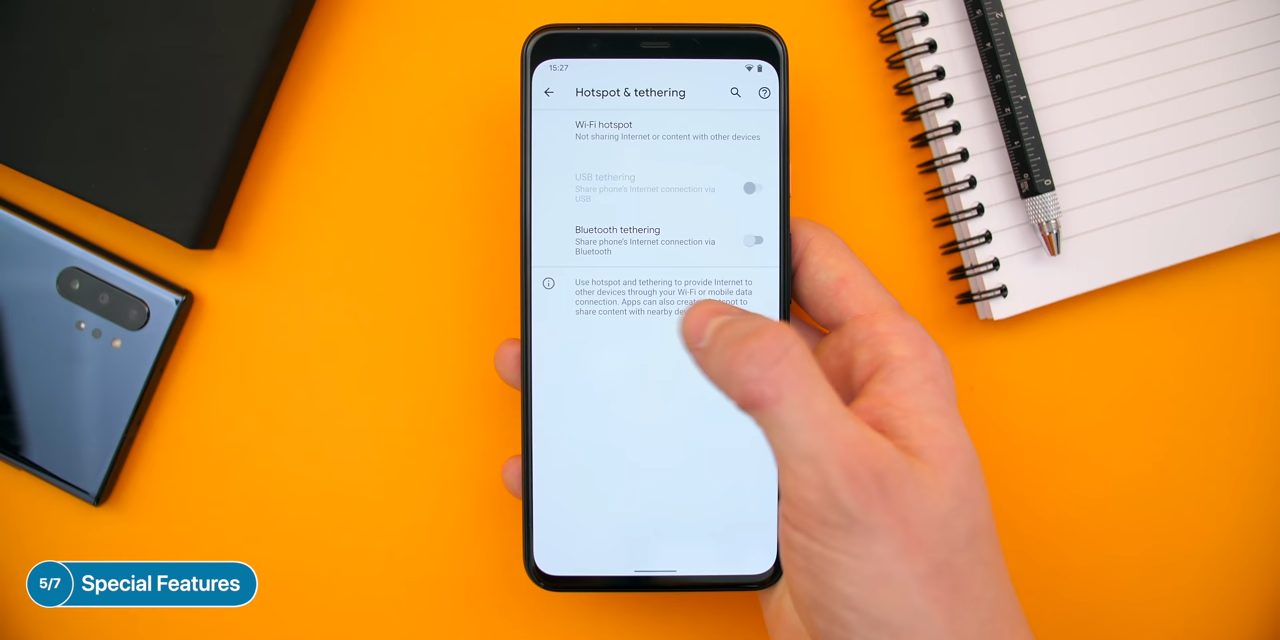 15:27
Hotspot & tethering
Wi-Fi hotspot
Not sharing Internet or content with other devices
USB tethering
Share phone's Internet connection via
USB
Bluetooth tethering
Share phone's Internet connection via
Bluetooth
Use hotspot and tethering to provide Internet to
other devices through your Wi-Fi or mobile data
connection. Apps can also to
share content with nearby
5/7 Special Features